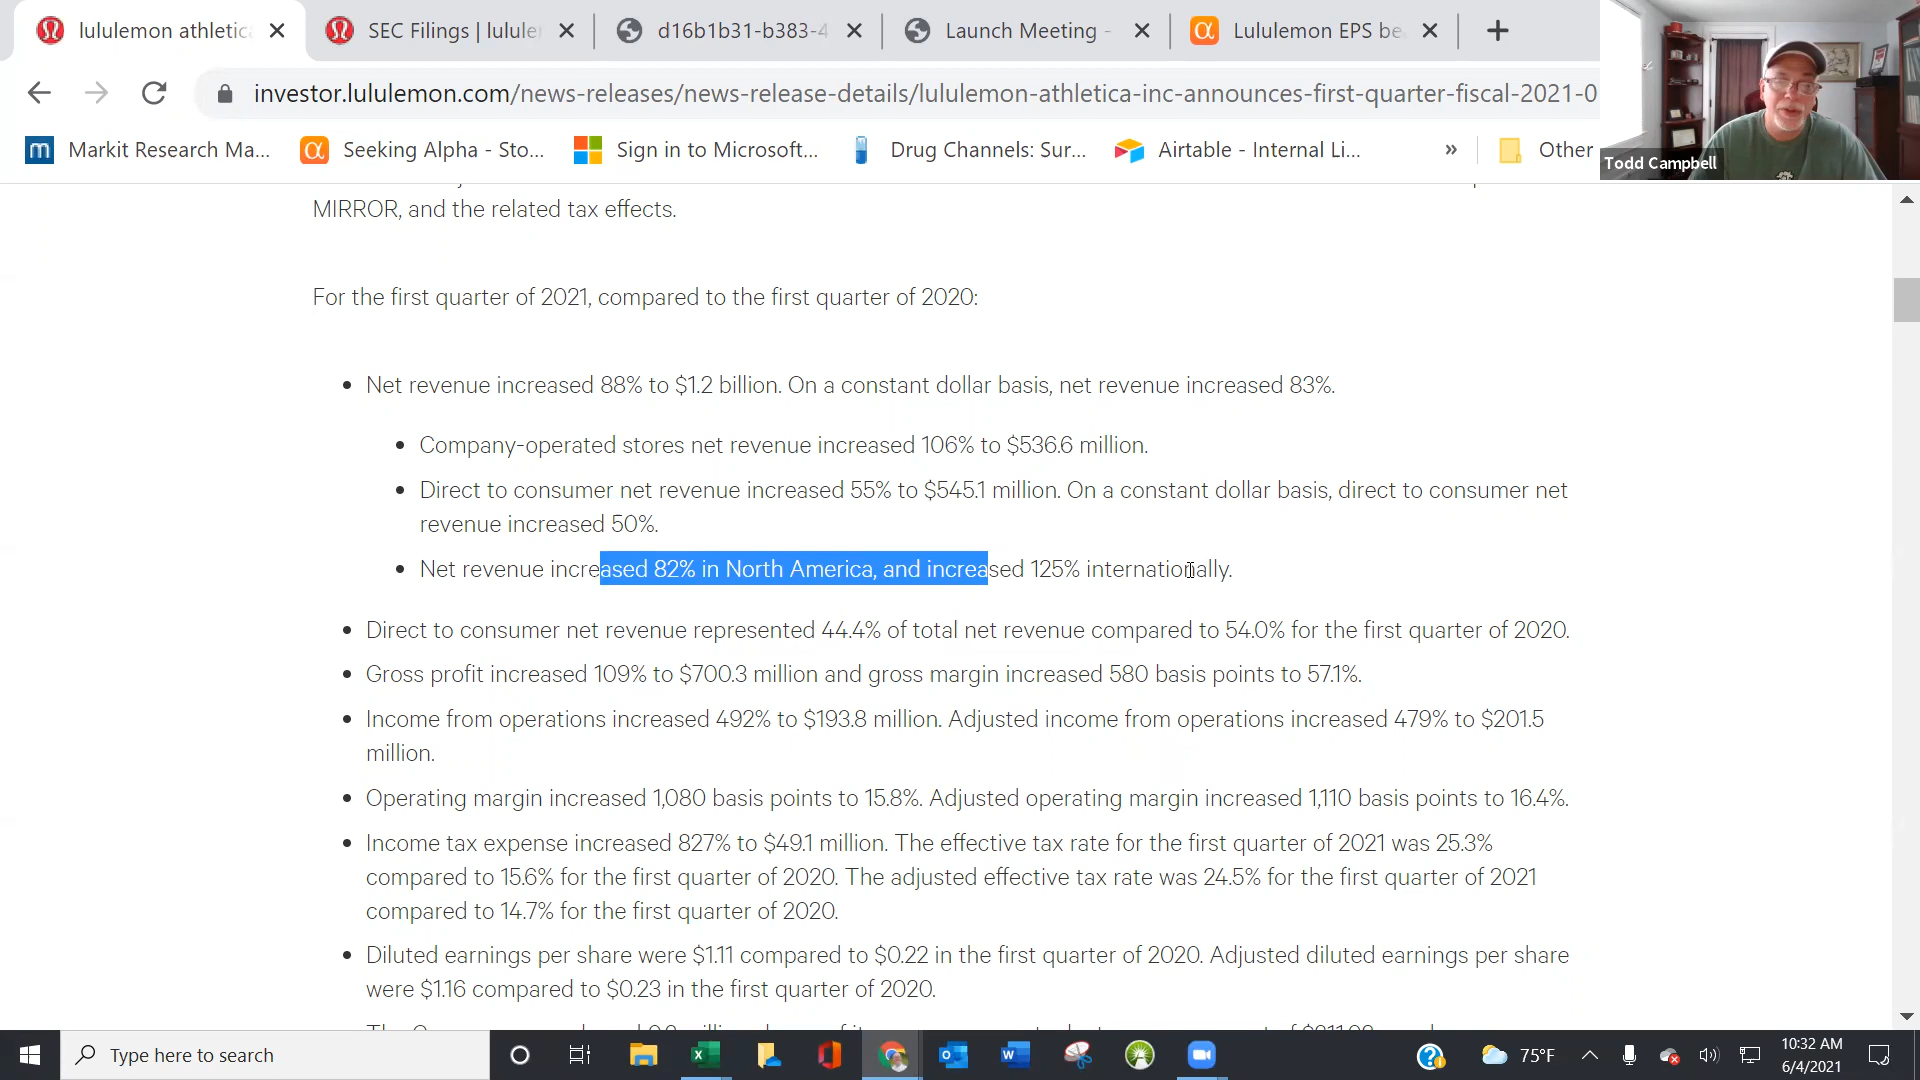 lululemon athletic
SEC Filings | lulule
d16b1b31-b383-4
Launch Meeting -
Lululemon EPS be
investor.lululemon.com/news-releases/news-release-details/lululemon-athletica-inc-announces-first-quarter-fiscal-2021-0
Markit Research Ma...
Seeking Alpha - Sto...
Sign in to Microsoft...
Drug Channels: Sur...
Airtable - Internal Li...
»
Other
Todd Campbell
MIRROR, and the related tax effects.
For the first quarter of 2021, compared to the first quarter of 2020:
• Net revenue increased 88% to $1.2 billion. On a constant dollar basis, net revenue increased 83%.
• Company-operated stores net revenue increased 106% to $536.6 million.
• Direct to consumer net revenue increased 55% to $545.1 million. On a constant dollar basis, direct to consumer net
revenue increased 50%.
• Net revenue increased 82% in North America, and increased 125% internationally.
• Direct to consumer net revenue represented 44.4% of total net revenue compared to 54.0% for the first quarter of 2020.
• Gross profit increased 109% to $700.3 million and gross margin increased 580 basis points to 57.1%.
• Income from operations increased 492% to $193.8 million. Adjusted income from operations increased 479% to $201.5
million.
• Operating margin increased 1,080 basis points to 15.8%. Adjusted operating margin increased 1,110 basis points to 16.4%.
• Income tax expense increased 827% to $49.1 million. The effective tax rate for the first quarter of 2021 was 25.3%
compared to 15.6% for the first quarter of 2020. The adjusted effective tax rate was 24.5% for the first quarter of 2021
compared to 14.7% for the first quarter of 2020.
• Diluted earnings per share were $1.11 compared to $0.22 in the first quarter of 2020. Adjusted diluted earnings per share
were $1.16 compared to $0.23 in the first quarter of 2020.
Type here to search
75°F
10:32 AM
6/4/2021